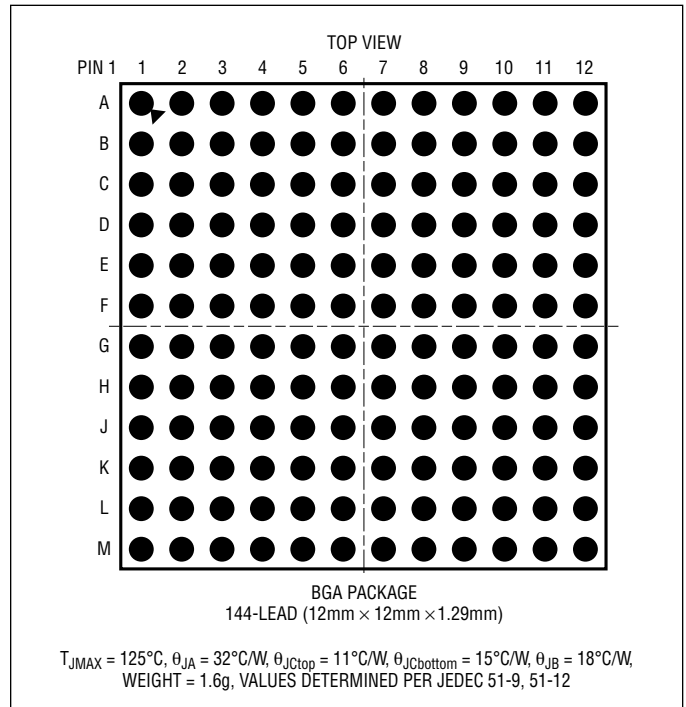 TOP VIEW
PIN 1 1 2 3 4 5 6 7 8 9 10 11 12
A
B
C
D
E
F
G
H
J
K
L
M
BGA PACKAGE
144-LEAD (12mm × 12mm ×1.29mm)
TJMAX = 125°C, θJA = 32°C/W, θJCtop = 11°C/W, θJCbottom = 15°C/W, θJB = 18°C/W,
WEIGHT = 1.6g, VALUES DETERMINED PER JEDEC 51-9, 51-12